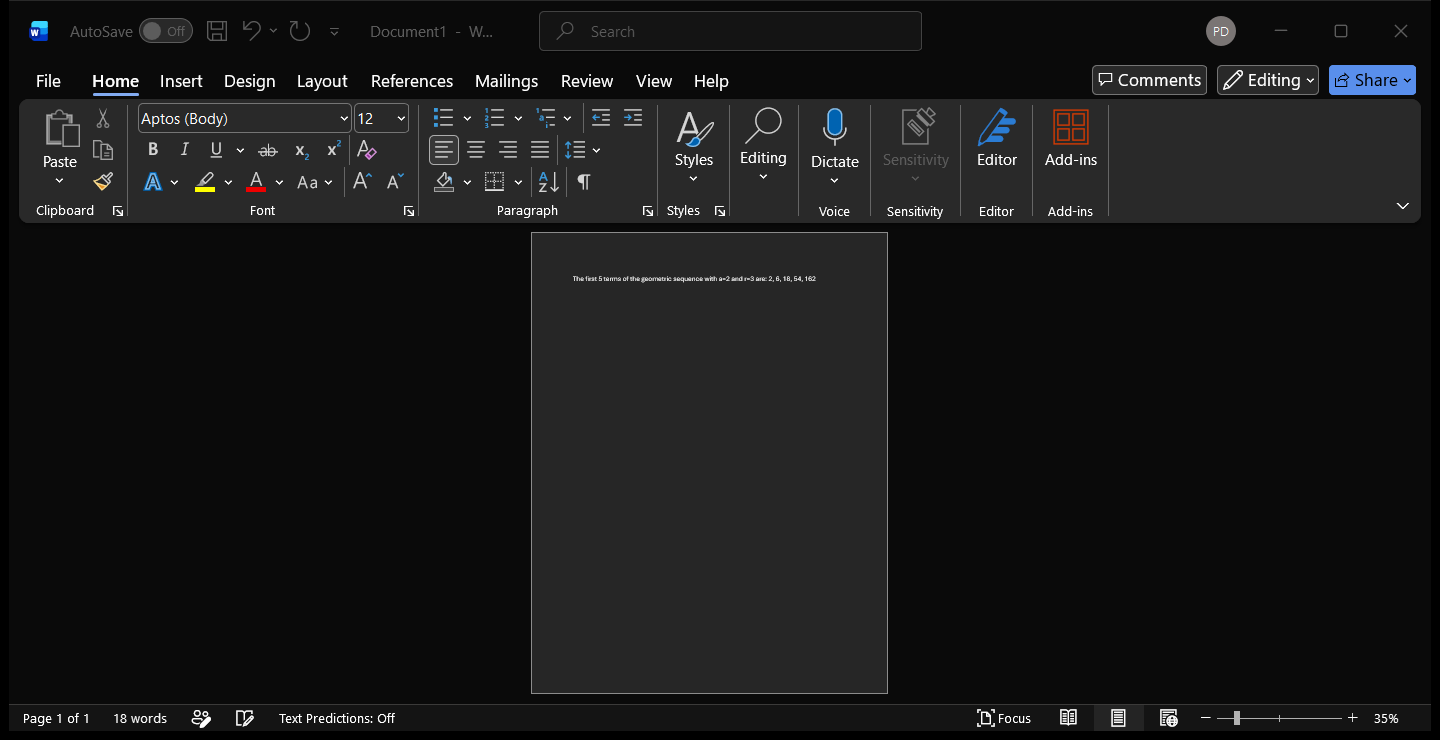 AutoSave Off Document1 - W... Search PD
File Home Insert Design Layout References Mailings Review View Help Comments Editing Share
Aptos (Body) 12
Paste Styles Editing Dictate Sensitivity Editor Add-ins
Clipboard Font Paragraph Styles Voice Sensitivity Editor Add-ins
The first 5 terms of the geometric sequence with a=2 and r=3 are: 2, 6, 18, 54, 162
Page 1 of 1 18 words Text Predictions: Off Focus 35%